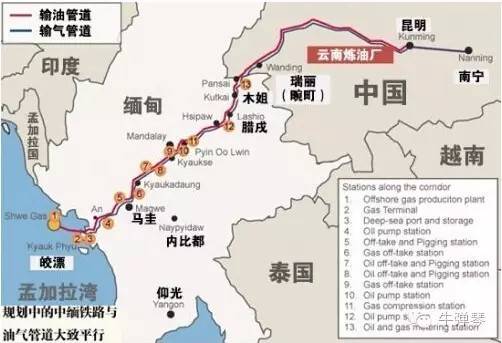 输油管道
输气管道
印度
孟加拉国
缅甸
中国
越南
泰国
孟加拉湾
昆明
Kunming
云南炼油厂
Nanning
南宁
Wanding
瑞丽
(畹町)
Pansai
木姐
Kutkai
Hsipaw
Lashio
腊戌
Mandalay
Pyin Oo Lwin
Kyaukse
Kyaukadaung
Magwe
马圭
An
Shwe Gas
Kyauk Phyu
皎漂
Naypyidaw
内比都
仰光
Yangon
1
2
3
4
5
6
7
8
9
10
11
12
13
规划中的中缅铁路与
油气管道大致平行
Stations along the corridor
1. Offshore gas produciton plant
2. Gas Terminal
3. Deep-sea port and storage
4. Oil pump station
5. Off-take and Pigging station
6. Gas off-take station
7. Oil off-take and Pigging station
8. Oil off-take and Pigging station
9. Gas off-take station
10. Oil pump station
11. Gas compression station
12. Oil pump s
13. Oil and gas metering station
牛弹琴